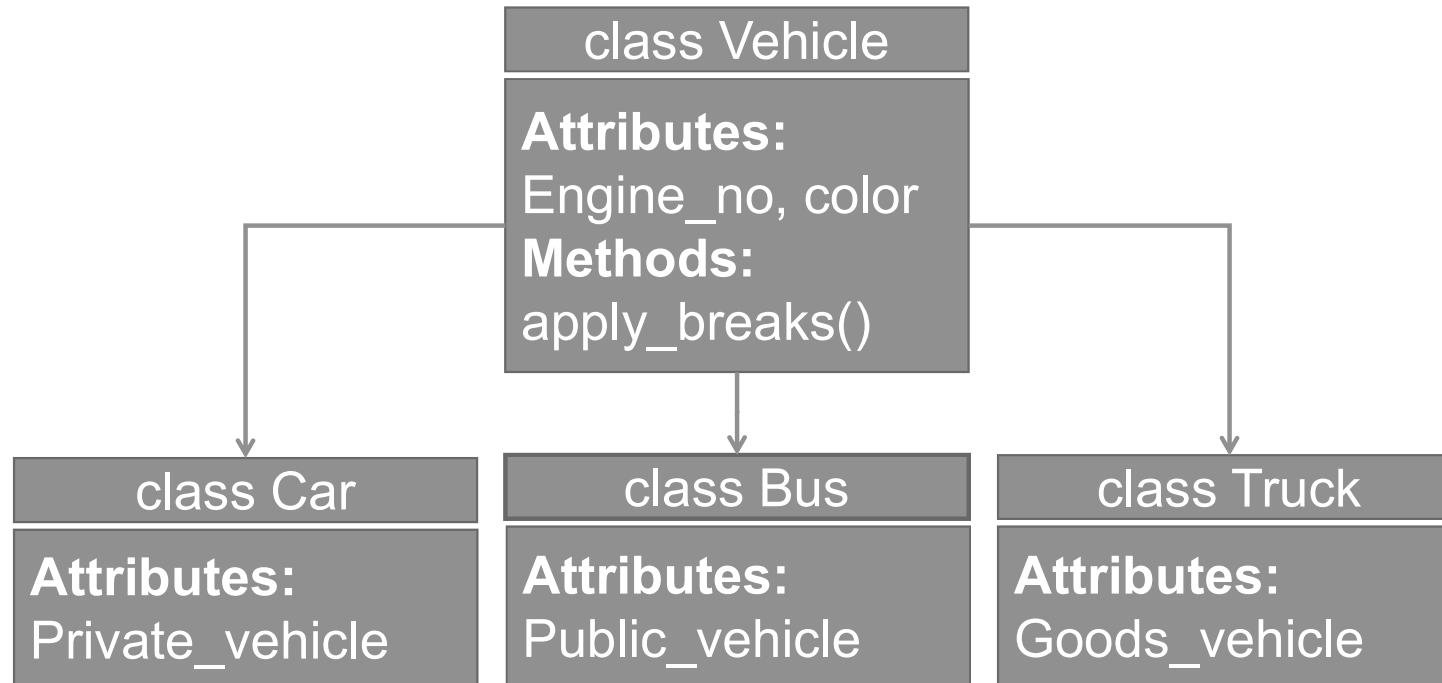 class Vehicle
Attributes:
Engine_no, color
Methods:
apply_breaks()
class Car
Attributes:
Private_vehicle
class Bus
Attributes:
Public_vehicle
class Truck
Attributes:
Goods_vehicle